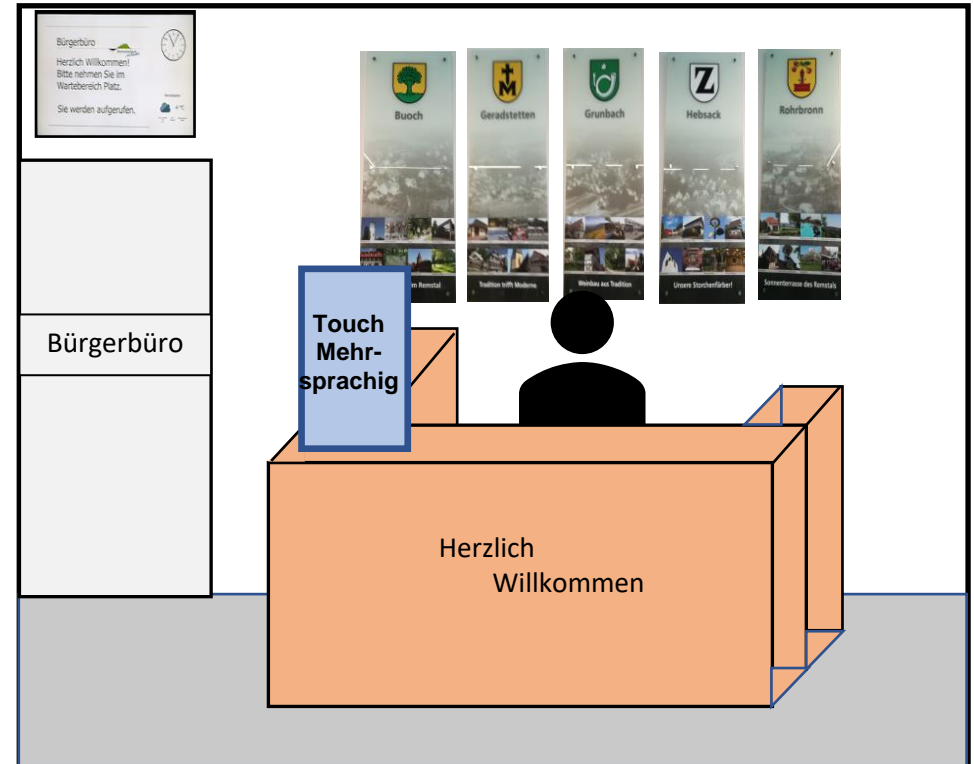 Bürgerbüro
Herzlich Willkommen!
Bitte nehmen Sie im
Wartebereich Platz.
Sie werden aufgerufen.
Buoch
Geradstetten
Grunbach
Hebsack
Rohrbronn
M
Z
m Remstal
Tradition trifft Moderne
Weinbau aus Tradition
Unsere Storchenfärber!
Sonnenterrasse des Remstals
Touch
Mehr-
sprachig
Bürgerbüro
Herzlich
Willkommen